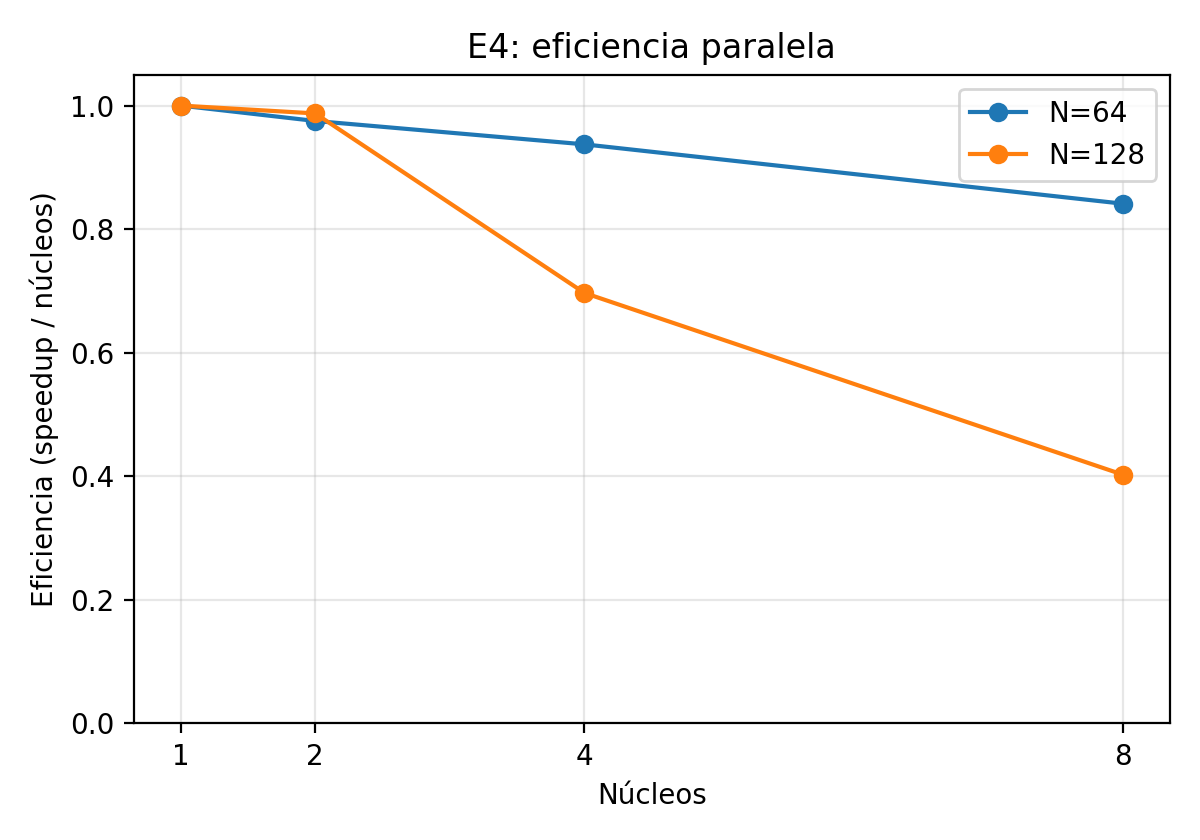 E4: eficiencia paralela
N=64
N=128
Eficiencia (speedup / núcleos)
1.0
0.8
0.6
0.4
0.2
0.0
1 2 4 8
Núcleos